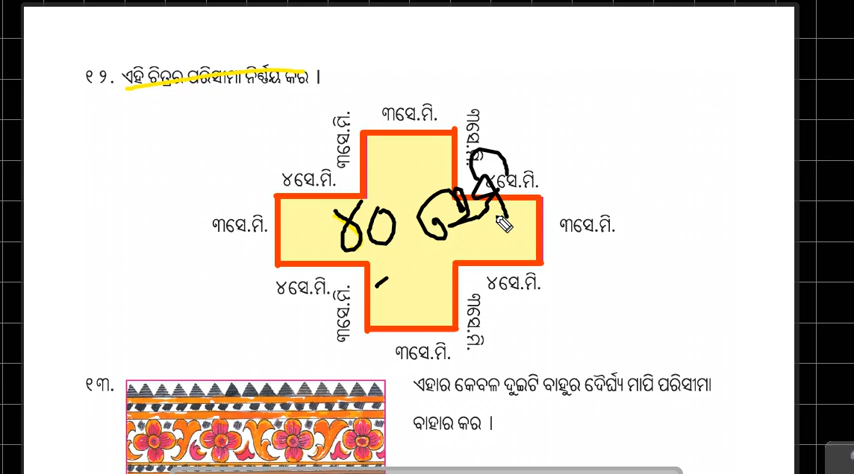 ୧୨. ଏହି ଚିତ୍ରର ପରିସୀମା ନିର୍ଣ୍ଣୟ କର ।
୩ସେ.ମି.
୩ସେ.ମି.
୩ସେ.ମି.
୪ସେ.ମି.
୪ସେ.ମି.
୩ସେ.ମି.
୪୦
୩ସେ.ମି.
୪ସେ.ମି.
୪ସେ.ମି.
୩ସେ.ମି.
୩ସେ.ମି.
୩ସେ.ମି.
୧୩. ଏହାର କେବଳ ଦୁଇଟି ବାହୁର ଦୈର୍ଘ୍ୟ ମାପି ପରିସୀମା
ବାହାର କର ।